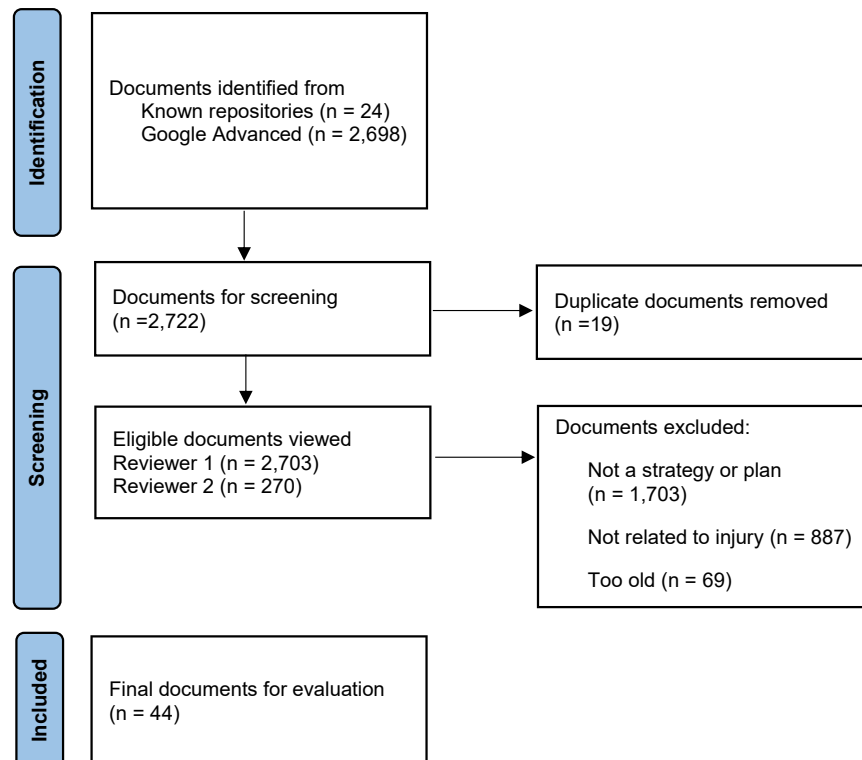 Identification
Documents identified from
Known repositories (n = 24)
Google Advanced (n = 2,698)
Screening
Documents for screening
(n =2,722)
Duplicate documents removed
(n =19)
Eligible documents viewed
Reviewer 1 (n = 2,703)
Reviewer 2 (n = 270)
Documents excluded:
Not a strategy or plan
(n = 1,703)
Not related to injury (n = 887)
Too old (n = 69)
Included
Final documents for evaluation
(n = 44)